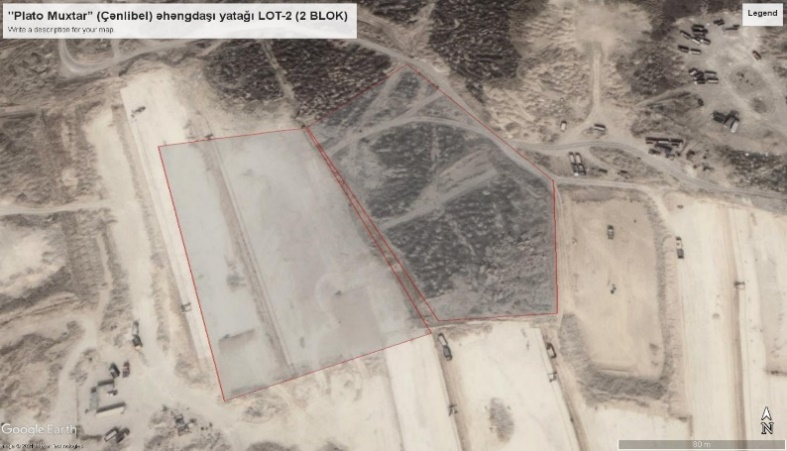 "Plato Muxtar" (Çənlibel) əhəngdaşı yatağı LOT-2 (2 BLOK)
Write a description for your map.
Legend
Google Earth
N
80 m